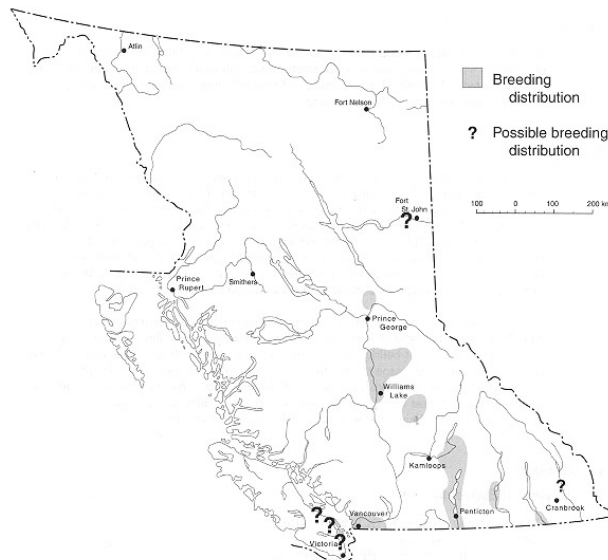 Atlin
Fort Nelson
Breeding
distribution
? Possible breeding
distribution
Fort
St. John
?
100 0 100 200 km
Prince
Rupert
Smithers
Prince
George
Williams
Lake
Kamloops
?
Cranbrook
Penticton
Vancouver
?
?
?
Victoria